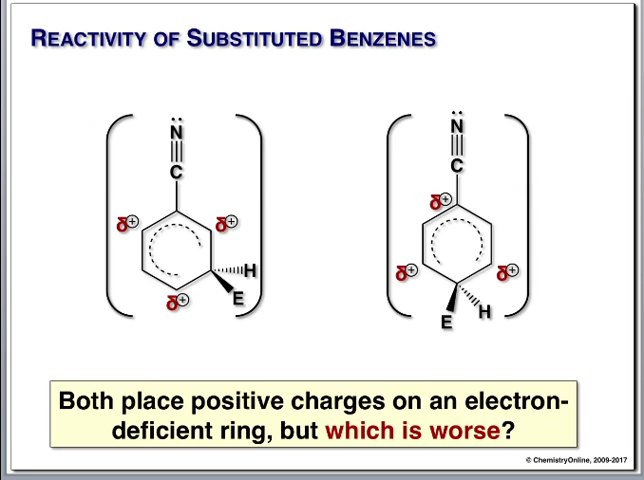 REACTIVITY OF SUBSTITUTED BENZENES
N
N
C
C
δ+
δ+
δ+
δ+
δ+
H
δ+
E
H
E
Both place positive charges on an electron-
deficient ring, but which is worse?
© ChemistryOnline, 2009-2017